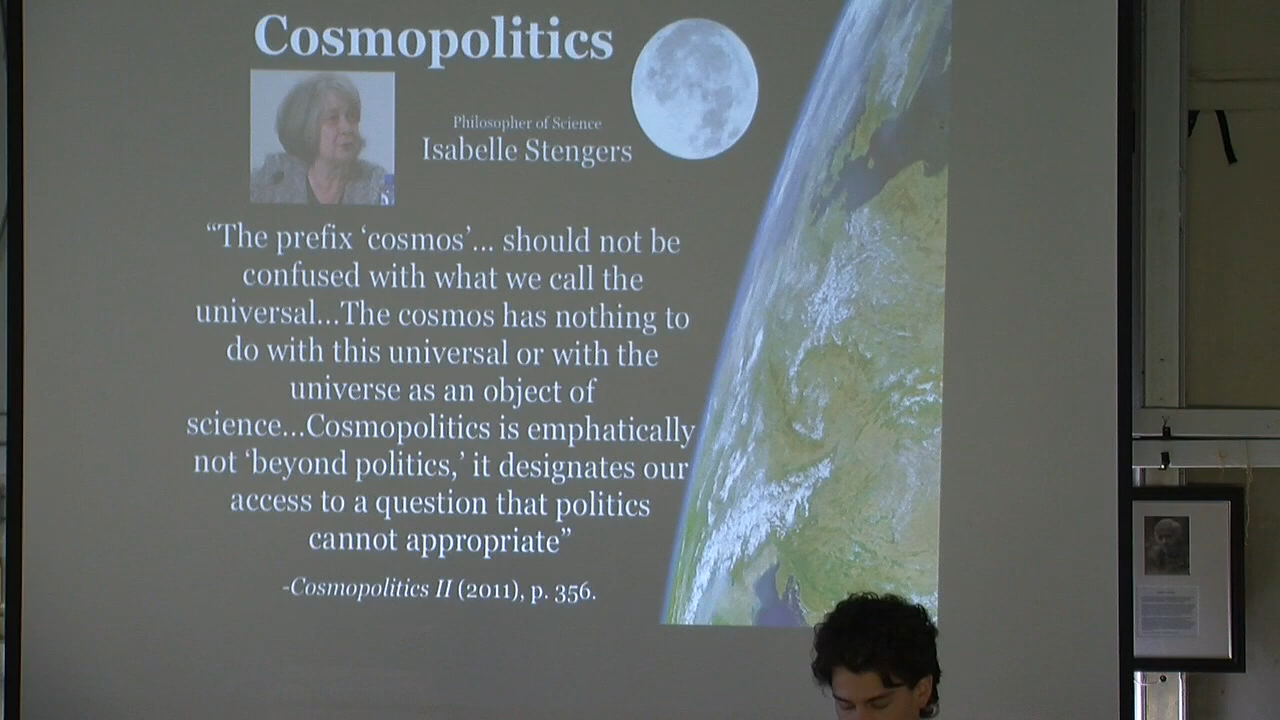 Cosmopolitics
Philosopher of Science
Isabelle Stengers
“The prefix ‘cosmos’... should not be
confused with what we call the
universal...The cosmos has nothing to
do with this universal or with the
universe as an object of
science...Cosmopolitics is emphatically
not ‘beyond politics,’ it designates our
access to a question that politics
cannot appropriate”
-Cosmopolitics II (2011), p. 356.